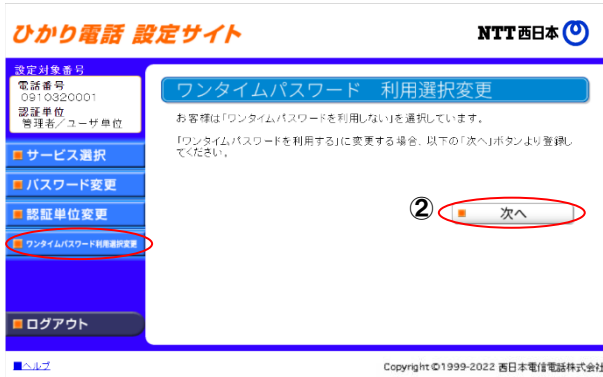 ひかり電話 設定サイト
NTT西日本
設定対象番号
電話番号
0910320001
認証単位
管理者／ユーザ単位
サービス選択
パスワード変更
認証単位変更
ワンタイムパスワード利用選択変更
ログアウト
ワンタイムパスワード 利用選択変更
お客様は「ワンタイムパスワードを利用しない」を選択しています。
「ワンタイムパスワードを利用する」に変更する場合、以下の「次へ」ボタンより登録し
てください。
② 次へ
ヘルプ
Copyright©1999-2022 西日本電信電話株式会社